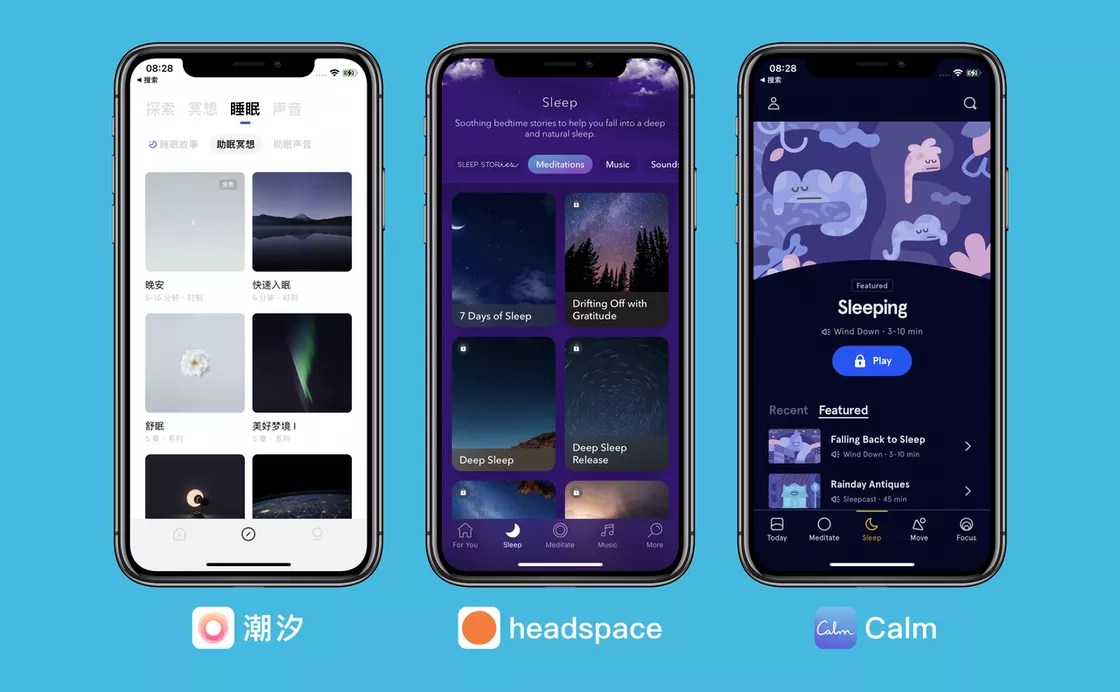 08:28
搜索
探索 冥想 睡眠 声音
睡眠故事 助眠冥想 助眠声音
免费
晚安
5-15 分钟 · 时刻
快速入眠
5 分钟 · 时刻
舒眠
5 章 · 系列
美好梦境 I
5 章 · 系列
潮汐
Sleep
Soothing bedtime stories to help you fall into a deep
and natural sleep.
SLEEP STORIES Meditations Music Sounds
7 Days of Sleep
Drifting Off with
Gratitude
Deep Sleep
Deep Sleep
Release
For You Sleep Meditate Music More
headspace
08:28
搜索
Featured
Sleeping
Wind Down · 3-10 min
Play
Recent Featured
Falling Back to Sleep
Wind Down · 3-10 min
Rainday Antiques
Sleepcast · 45 min
Today Meditate Sleep Move Focus
Calm
Calm